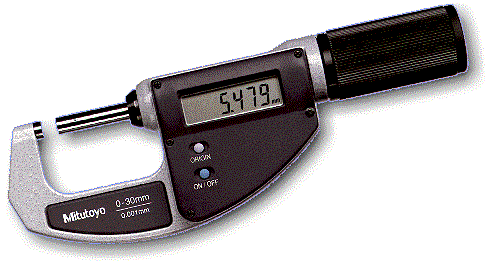 5.479 mm
ORIGIN
ON / OFF
Mitutoyo
0-30mm
0.001mm